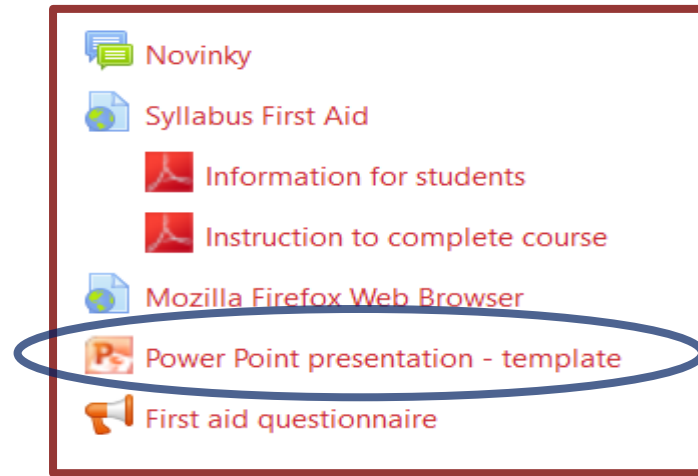 Novinky
Syllabus First Aid
Information for students
Instruction to complete course
Mozilla Firefox Web Browser
Power Point presentation - template
First aid questionnaire